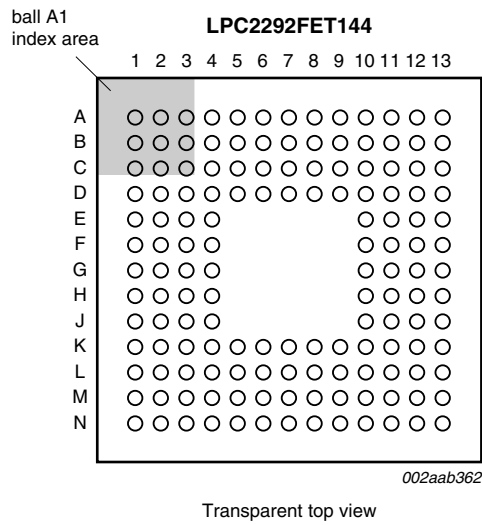 ball A1
index area
LPC2292FET144
1 2 3 4 5 6 7 8 9 10 11 12 13
A
B
C
D
E
F
G
H
J
K
L
M
N
002aab362
Transparent top view